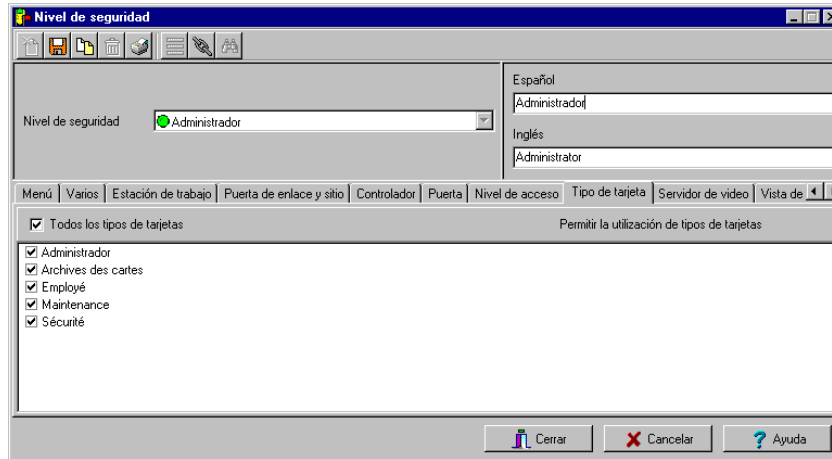 Nivel de seguridad
Español
Administrador
Nivel de seguridad
Administrador
Inglés
Administrator
Menú
Varios
Estación de trabajo
Puerta de enlace y sitio
Controlador
Puerta
Nivel de acceso
Tipo de tarjeta
Servidor de video
Vista de
Todos los tipos de tarjetas
Permitir la utilización de tipos de tarjetas
Administrador
Archives des cartes
Employé
Maintenance
Sécurité
Cerrar
Cancelar
Ayuda